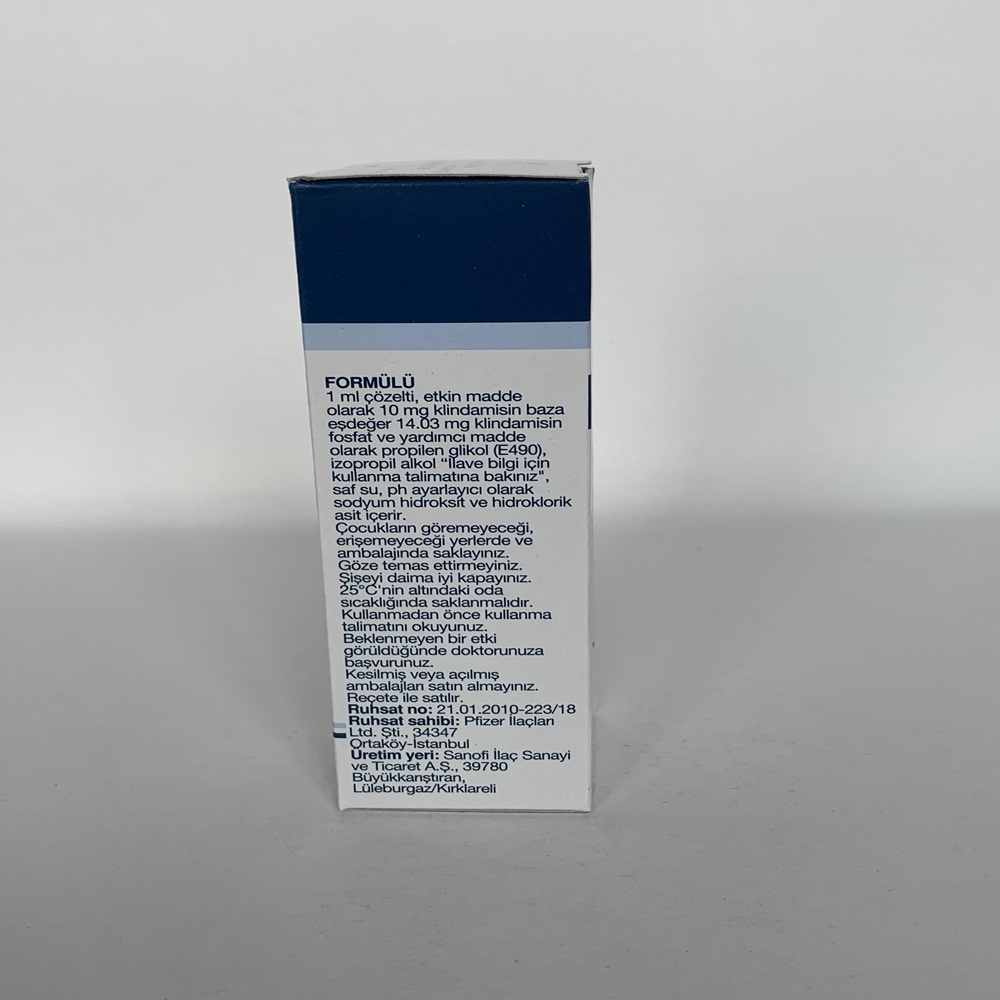 FORMÜLÜ
1 ml çözelti, etkin madde
olarak 10 mg klindamisin baza
eşdeğer 14.03 mg klindamisin
fosfat ve yardımcı madde
olarak propilen glikol (E490),
izopropil alkol "İlave bilgi için
kullanma talimatına bakınız",
saf su, ph ayarlayıcı olarak
sodyum hidroksit ve hidroklorik
asit içerir.
Çocukların göremeyeceği,
erişemeyeceği yerlerde ve
ambalajında saklayınız.
Göze temas ettirmeyiniz.
Şişeyi daima iyi kapayınız.
25°C'nin altındaki oda
sıcaklığında saklanmalıdır.
Kullanmadan önce kullanma
talimatını okuyunuz.
Beklenmeyen bir etki
görüldüğünde doktorunuza
başvurunuz.
Kesilmiş veya açılmış
ambalajları satın almayınız.
Reçete ile satılır.
Ruhsat no: 21.01.2010-223/18
Ruhsat sahibi: Pfizer İlaçları
Ltd. Şti., 34347
Ortaköy-İstanbul
Üretim yeri: Sanofi İlaç Sanayi
ve Ticaret A.Ş., 39780
Büyükkarıştıran,
Lüleburgaz/Kırklareli